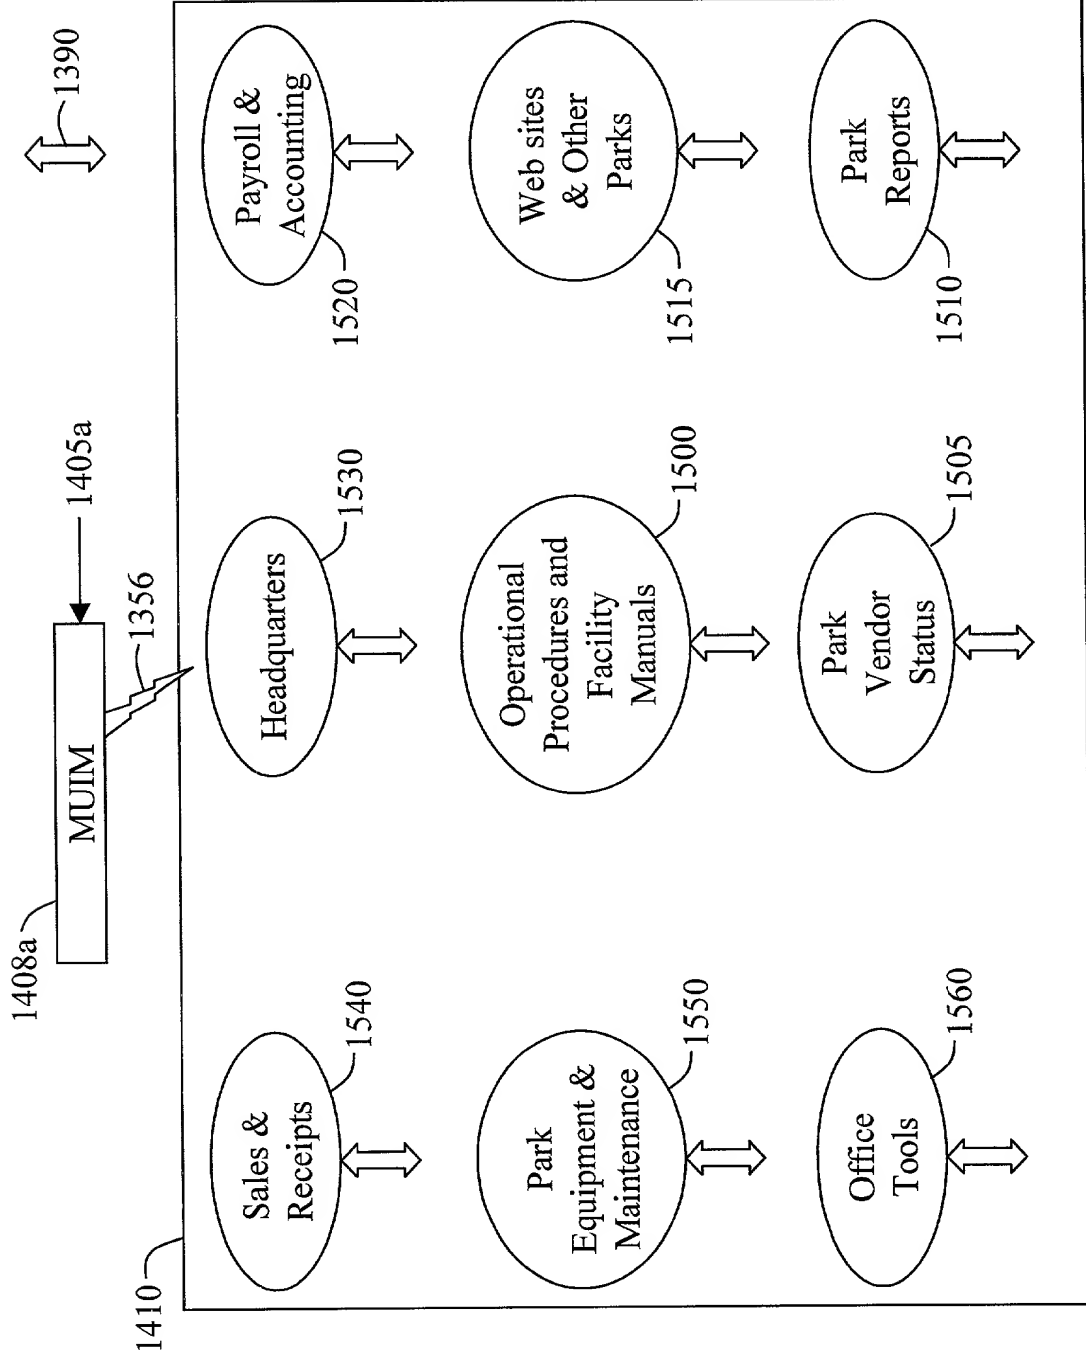 1408a
MUIM
1405a
1390
1356
1410
Sales &
Receipts
1540
Headquarters
1530
Payroll &
Accounting
1520
Park
Equipment &
Maintenance
1550
Operational
Procedures and
Facility
Manuals
1500
Web sites
& Other
Parks
1515
Office
Tools
1560
Park
Vendor
Status
1505
Park
Reports
1510